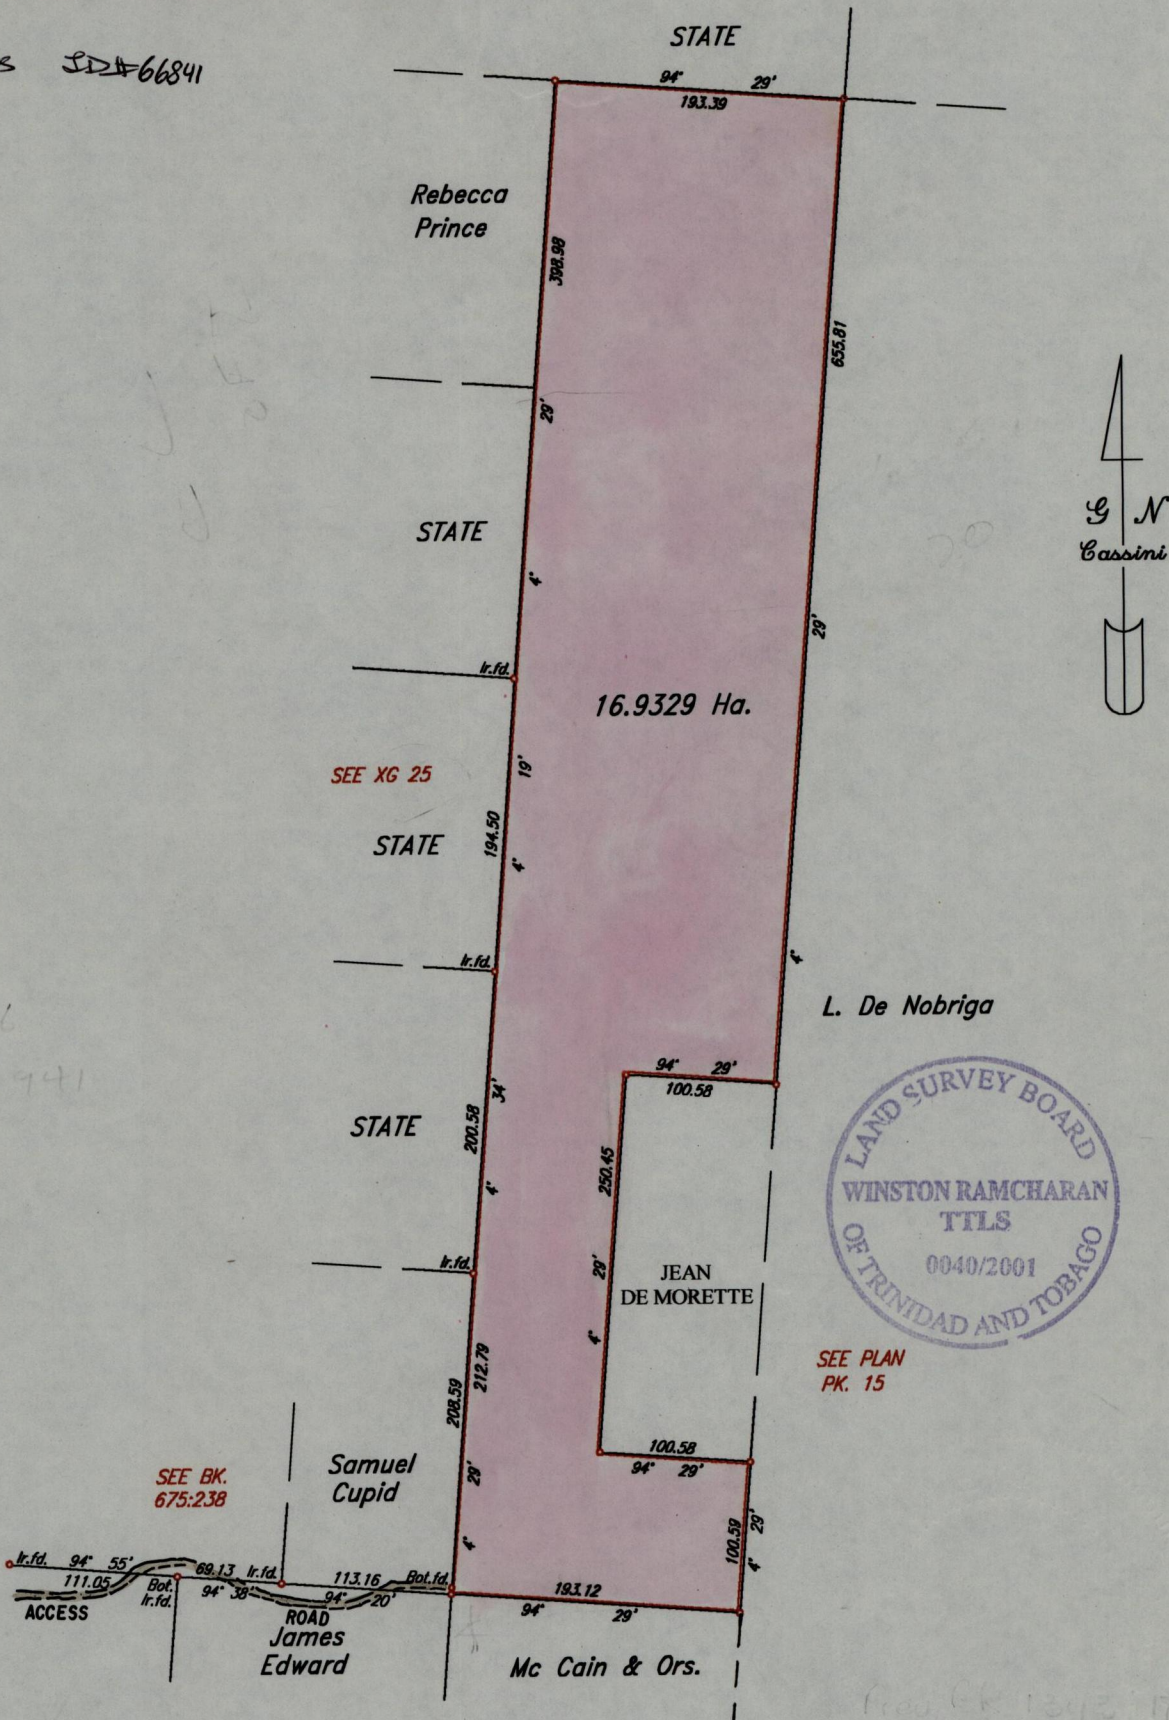 ID#66841
STATE
94° 29'
193.39
Rebecca
Prince
398.98
655.81
29'
G N
Cassini
STATE
4°
29'
Ir.fd.
16.9329 Ha.
SEE XG 25
19'
STATE
194.50
4°
Ir.fd.
4°
L. De Nobriga
94° 29'
100.58
34'
STATE
200.58
4°
250.45
LAND SURVEY BOARD
WINSTON RAMCHARAN
TTLS
0040/2001
OF TRINIDAD AND TOBAGO
Ir.fd.
29'
JEAN
DE MORETTE
4°
SEE PLAN
PK. 15
212.79
208.59
100.58
94° 29'
Samuel
Cupid
SEE BK.
675:238
29'
4°
100.59
29'
4°
Ir.fd. 94° 55'
111.05
Bot.
Ir.fd.
69.13
94° 38'
Ir.fd.
113.16
94° 20'
Bot.fd.
193.12
94° 29'
ACCESS
ROAD
James
Edward
Mc Cain & Ors.